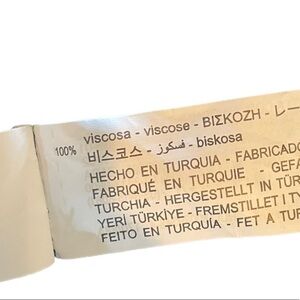 viscosa - viscose - ΒΙΣΚΟΖΗ - レー
100% 비스코스 - فسكوز - biskosa
HECHO EN TURQUIA - FABRICADO
FABRIQUÉ EN TURQUIE - GEFA
TURCHIA - HERGESTELLT IN TÜR
YERİ TÜRKİYE - FREMSTILLET I TY
FEITO EN TURQUÍA - FET A TUR